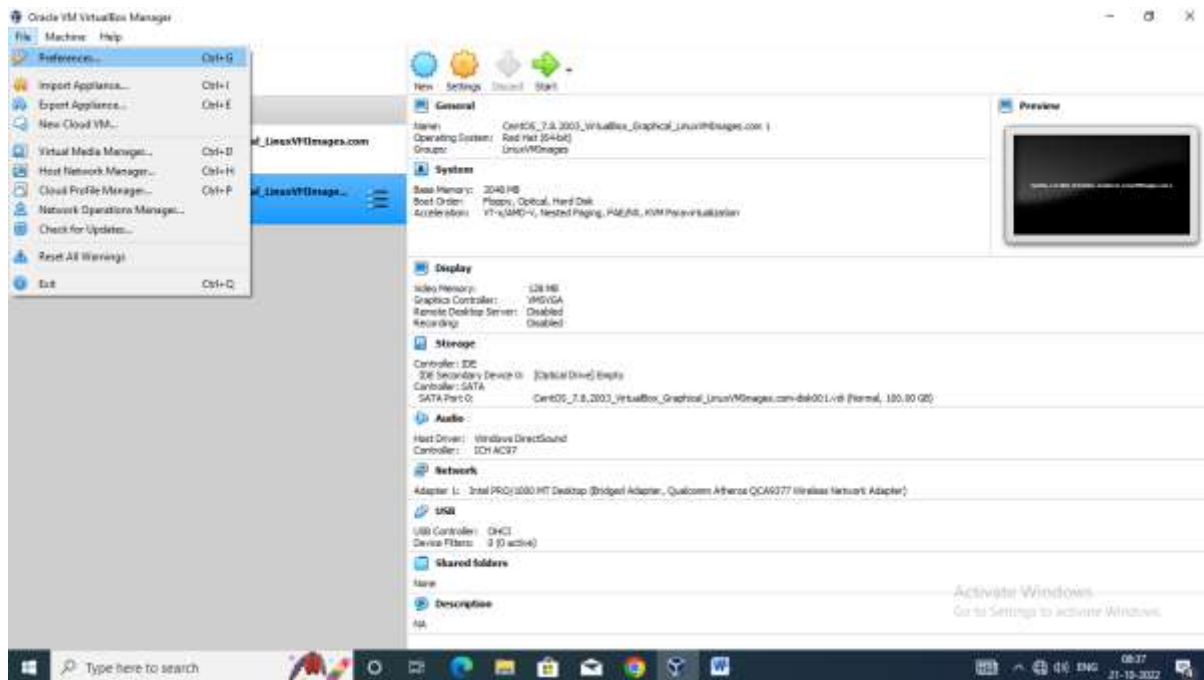 Oracle VM VirtualBox Manager
File Machine Help
Preferences... Ctrl+G
Import Appliance... Ctrl+I
Export Appliance... Ctrl+E
New Cloud VM...
Virtual Media Manager... Ctrl+D
Host Network Manager... Ctrl+H
Cloud Profile Manager... Ctrl+P
Network Operations Manager...
Check for Updates...
Reset All Warnings
Exit Ctrl+Q
al_LinuxVMImages.com
al_LinuxVMImage...
New Settings Discard Start
General
Name: CentOS_7.8.2003_VirtualBox_Graphical_LinuxVMImages.com 1
Operating System: Red Hat (64-bit)
Groups: LinuxVMImages
System
Base Memory: 2048 MB
Boot Order: Floppy, Optical, Hard Disk
Acceleration: VT-x/AMD-V, Nested Paging, PAE/NX, KVM Paravirtualization
Preview
Display
Video Memory: 128 MB
Graphics Controller: VMSVGA
Remote Desktop Server: Disabled
Recording: Disabled
Storage
Controller: IDE
IDE Secondary Device 0: [Optical Drive] Empty
Controller: SATA
SATA Port 0: CentOS_7.8.2003_VirtualBox_Graphical_LinuxVMImages.com-disk001.vdi (Normal, 100.00 GB)
Audio
Host Driver: Windows DirectSound
Controller: ICH AC97
Network
Adapter 1: Intel PRO/1000 MT Desktop (Bridged Adapter, Qualcomm Atheros QCA9377 Wireless Network Adapter)
USB
USB Controller: OHCI
Device Filters: 0 (0 active)
Shared folders
None
Description
NA
Activate Windows
Go to Settings to activate Windows.
Type here to search
ENG
08:37
21-10-2022